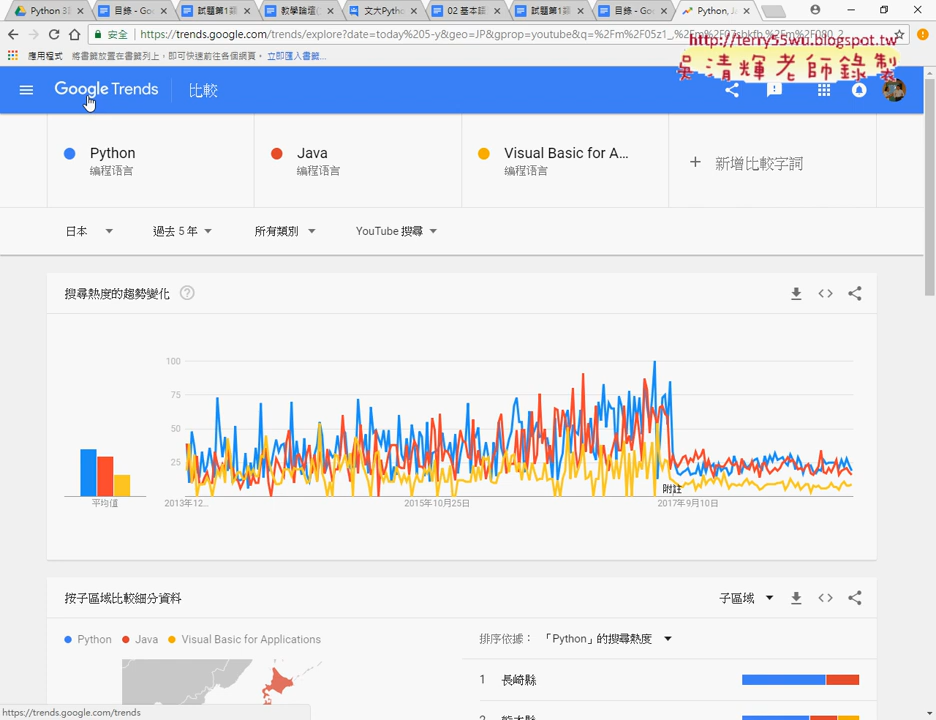 Python 3
目錄 - Goo
試題第1
教學論壇
文大Pyth
02 基本語
試題第1
目錄 - Goo
Python, J
安全
https://trends.google.com/trends/explore?date=today%205-y&geo=JP&gprop=youtube&q=%2Fm%2F05z1_,%2Fm%2F07sbkfb,%2Fm%2F080_2
應用程式 將書籤放置在書籤列上，即可快速前往各個網頁。 立即匯入書籤...
http://terry55wu.blogspot.tw
吳清輝老師錄製
Google Trends 比較
Python
编程语言
Java
编程语言
Visual Basic for A...
编程语言
+ 新增比較字詞
日本
過去 5 年
所有類別
YouTube 搜尋
搜尋熱度的趨勢變化 ?
100
75
50
25
平均值
2013年12...
2015年10月25日
2017年9月10日
附註
按子區域比較細分資料
子區域
Python
Java
Visual Basic for Applications
排序依據： 「Python」的搜尋熱度
1 長崎縣
2 熊本縣
https://trends.google.com/trends